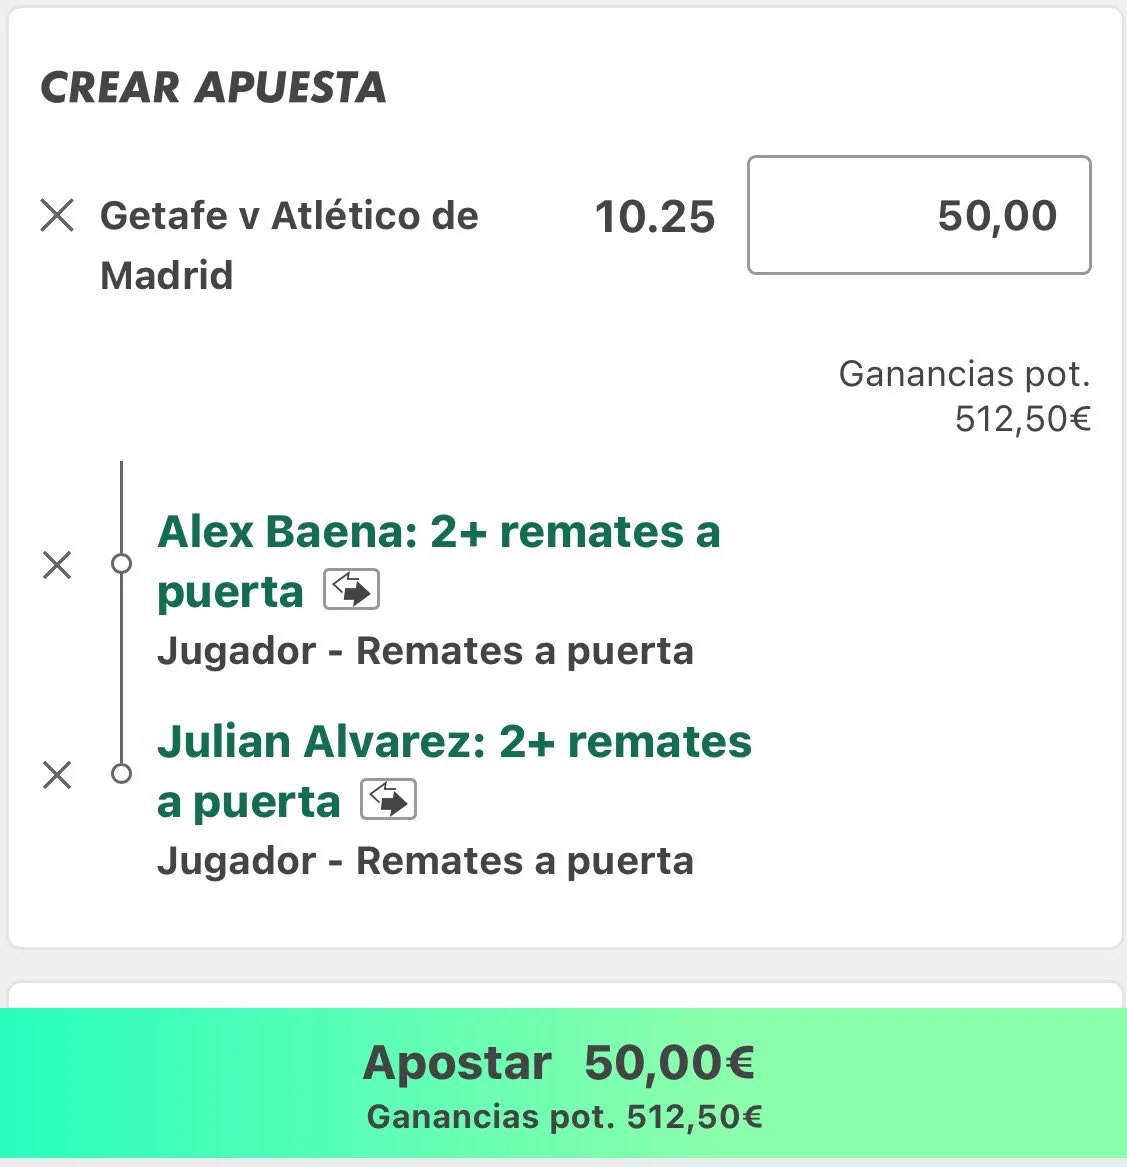 CREAR APUESTA
Getafe v Atlético de
Madrid
10.25
50,00
Ganancias pot.
512,50€
Alex Baena: 2+ remates a
puerta
Jugador - Remates a puerta
Julian Alvarez: 2+ remates
a puerta
Jugador - Remates a puerta
Apostar 50,00€
Ganancias pot. 512,50€